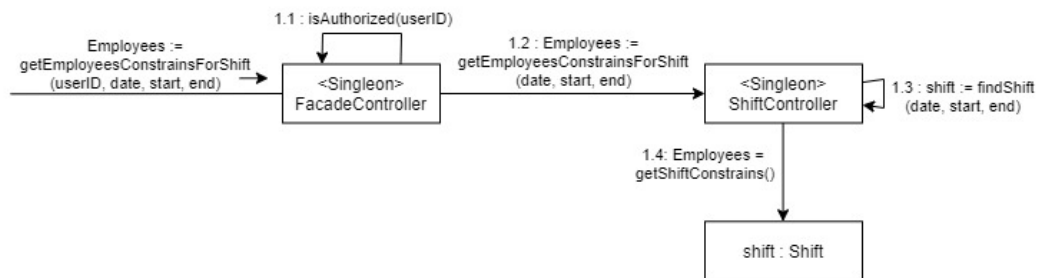 1.1 : isAuthorized(userID)
Employees :=
getEmployeesConstrainsForShift
(userID, date, start, end)
1.2 : Employees :=
getEmployeesConstrainsForShift
(date, start, end)
<Singleon>
FacadeController
<Singleon>
ShiftController
1.3 : shift := findShift
(date, start, end)
1.4: Employees =
getShiftConstrains()
shift : Shift